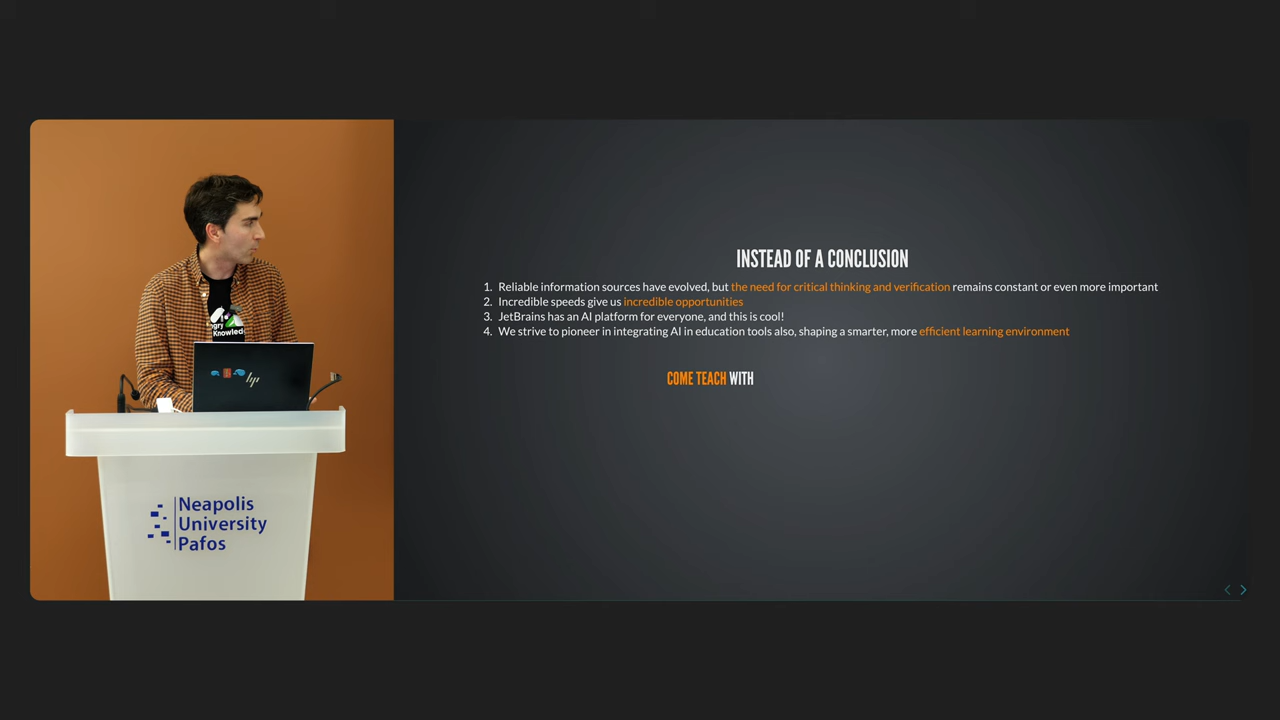 INSTEAD OF A CONCLUSION
1. Reliable information sources have evolved, but the need for critical thinking and verification remains constant or even more important
2. Incredible speeds give us incredible opportunities
3. JetBrains has an AI platform for everyone, and this is cool!
4. We strive to pioneer in integrating AI in education tools also, shaping a smarter, more efficient learning environment
COME TEACH WITH
Knowled
hp
Neapolis
University
Pafos